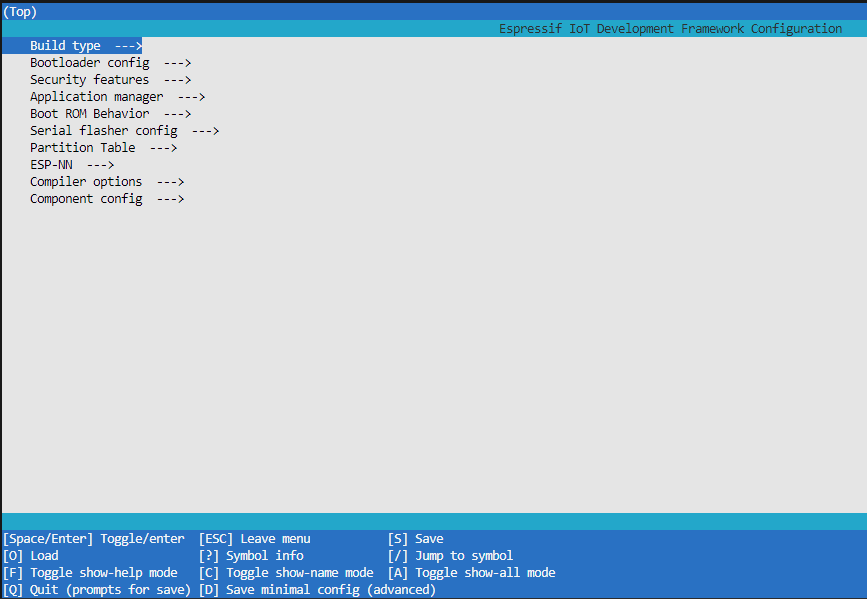 (Top)
Espressif IoT Development Framework Configuration
Build type  --->
Bootloader config  --->
Security features  --->
Application manager  --->
Boot ROM Behavior  --->
Serial flasher config  --->
Partition Table  --->
ESP-NN  --->
Compiler options  --->
Component config  --->
[Space/Enter] Toggle/enter  [ESC] Leave menu  [S] Save
[O] Load  [?] Symbol info  [/] Jump to symbol
[F] Toggle show-help mode  [C] Toggle show-name mode  [A] Toggle show-all mode
[Q] Quit (prompts for save)  [D] Save minimal config (advanced)